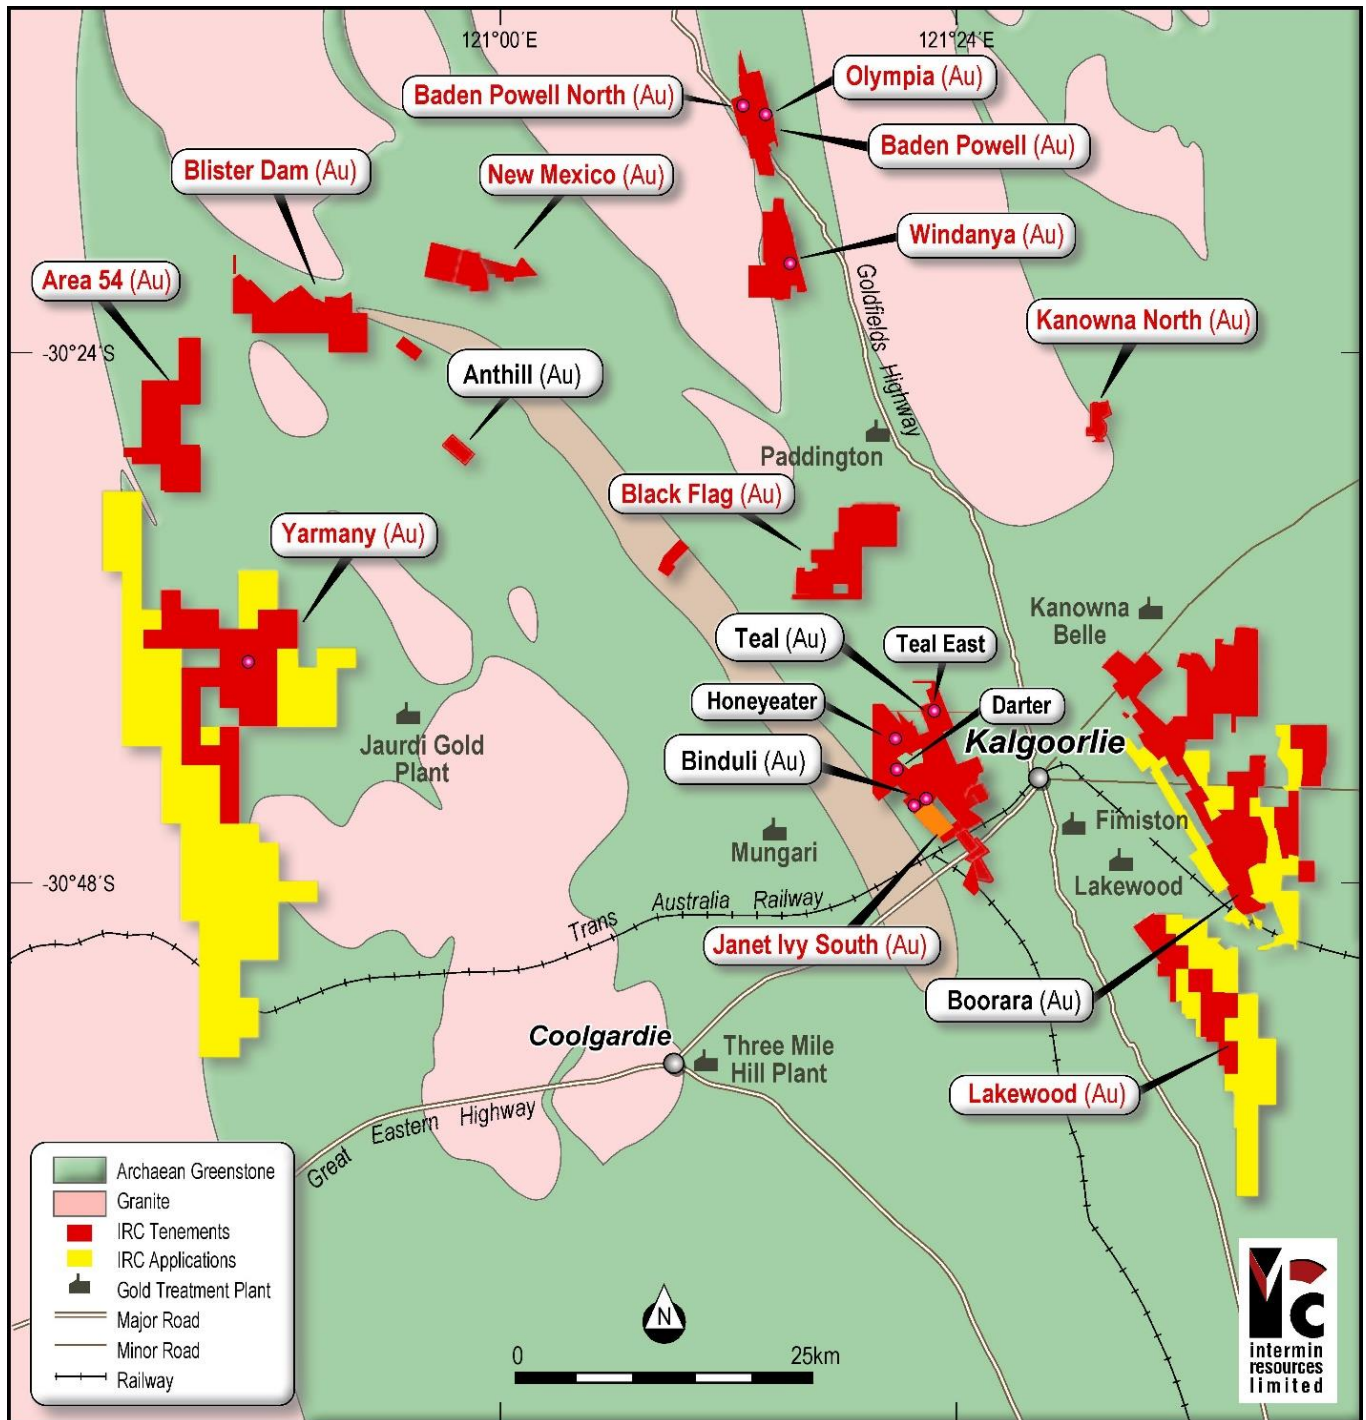 121°00´E
121°24´E
Olympia (Au)
Baden Powell North (Au)
Baden Powell (Au)
Blister Dam (Au)
New Mexico (Au)
Windanya (Au)
Area 54 (Au)
Goldfields Highway
Kanowna North (Au)
-30°24´S
Anthill (Au)
Paddington
Black Flag (Au)
Yarmany (Au)
Kanowna
Belle
Teal (Au)
Teal East
Honeyeater
Darter
Kalgoorlie
Jaurdi Gold
Plant
Binduli (Au)
Fimiston
Mungari
Lakewood
-30°48´S
Trans Australia Railway
Janet Ivy South (Au)
Boorara (Au)
Coolgardie
Three Mile
Hill Plant
Lakewood (Au)
Great Eastern Highway
Archaean Greenstone
Granite
IRC Tenements
IRC Applications
Gold Treatment Plant
Major Road
Minor Road
Railway
N
0 25km
Irc
intermin
resources
limited